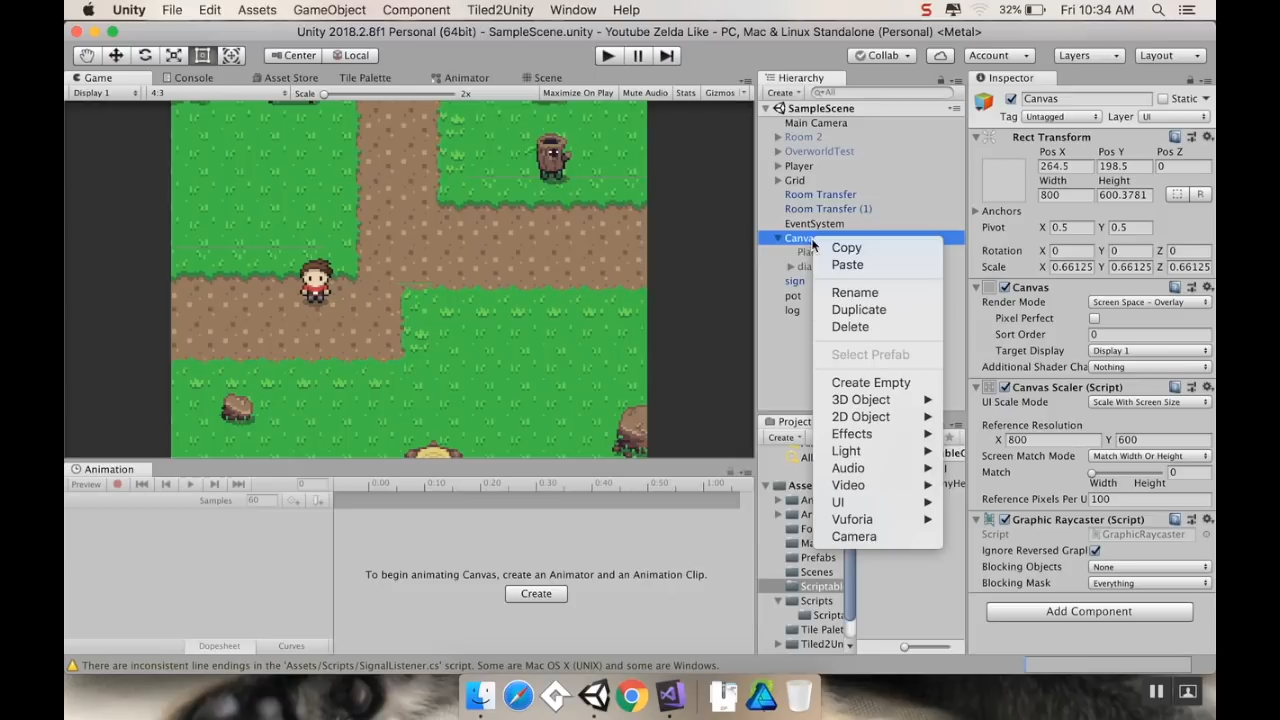 Unity File Edit Assets GameObject Component Tiled2Unity Window Help 32% Fri 10:34 AM
Unity 2018.2.8f1 Personal (64bit) - SampleScene.unity - Youtube Zelda Like - PC, Mac & Linux Standalone (Personal) <Metal>
Center Local Collab Account Layers Layout
Game Console Asset Store Tile Palette Animator Scene
Display 1 4:3 Scale 2x Maximize On Play Mute Audio Stats Gizmos
Hierarchy
Create All
SampleScene
Main Camera
Room 2
OverworldTest
Player
Grid
Room Transfer
Room Transfer (1)
EventSystem
Canvas
sign
pot
log
Copy
Paste
Rename
Duplicate
Delete
Select Prefab
Create Empty
3D Object
2D Object
Effects
Light
Audio
Video
UI
Vuforia
Camera
Project
Create
Prefabs
Scenes
Scriptabl
Scripts
Scripta
Tile Palet
Tiled2Uni
Inspector
Canvas Static
Tag Untagged Layer UI
Rect Transform
Pos X Pos Y Pos Z
264.5 198.5 0
Width Height
800 600.3781 R
Anchors
Pivot X 0.5 Y 0.5
Rotation X 0 Y 0 Z 0
Scale X 0.66125 Y 0.66125 Z 0.66125
Canvas
Render Mode Screen Space - Overlay
Pixel Perfect
Sort Order 0
Target Display Display 1
Additional Shader Cha Nothing
Canvas Scaler (Script)
UI Scale Mode Scale With Screen Size
Reference Resolution
X 800 Y 600
Screen Match Mode Match Width Or Height
Match 0
Width Height
Reference Pixels Per U 100
Graphic Raycaster (Script)
Script GraphicRaycaster
Ignore Reversed Grapl
Blocking Objects None
Blocking Mask Everything
Add Component
Animation
Preview 0 0:00 0:10 0:20 0:30 0:40 0:50 1:00
Samples 60
To begin animating Canvas, create an Animator and an Animation Clip.
Create
Dopesheet Curves
There are inconsistent line endings in the 'Assets/Scripts/SignalListener.cs' script. Some are Mac OS X (UNIX) and some are Windows.